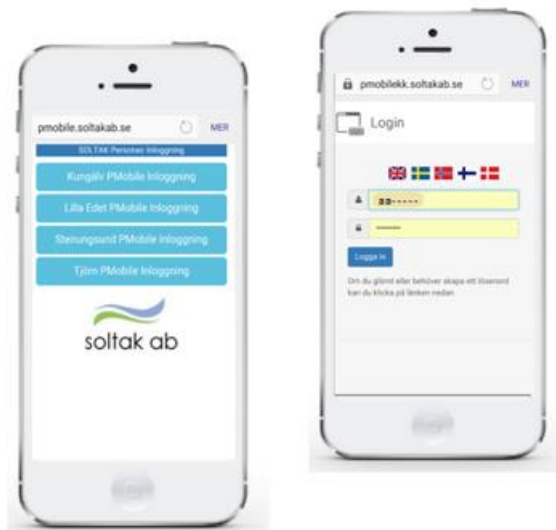 pmobile.soltakab.se MER
SOLTAK Personec Inloggning
Kungälv PMobile Inloggning
Lilla Edet PMobile Inloggning
Stenungsund PMobile Inloggning
Tjörn PMobile Inloggning
soltak ab
pmobilekk.soltakab.se MER
Login
Logga in
Om du glömt eller behöver skapa ett lösenord
kan du klicka på länken nedan